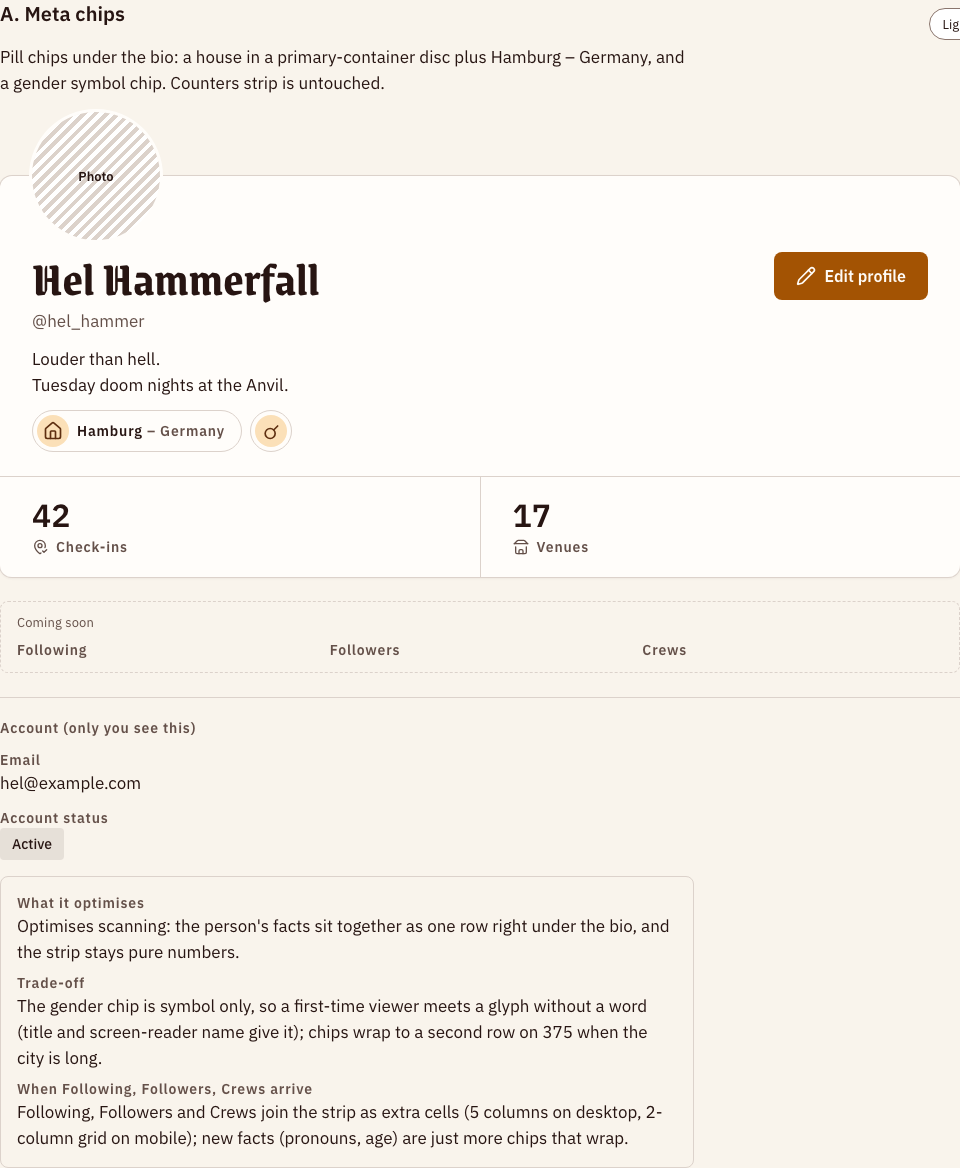 A. Meta chips
Lig
Pill chips under the bio: a house in a primary-container disc plus Hamburg – Germany, and
a gender symbol chip. Counters strip is untouched.
Photo
Hel Hammerfall
Edit profile
@hel_hammer
Louder than hell.
Tuesday doom nights at the Anvil.
Hamburg – Germany
42
Check-ins
17
Venues
Coming soon
Following
Followers
Crews
Account (only you see this)
Email
hel@example.com
Account status
Active
What it optimises
Optimises scanning: the person's facts sit together as one row right under the bio, and
the strip stays pure numbers.
Trade-off
The gender chip is symbol only, so a first-time viewer meets a glyph without a word
(title and screen-reader name give it); chips wrap to a second row on 375 when the
city is long.
When Following, Followers, Crews arrive
Following, Followers and Crews join the strip as extra cells (5 columns on desktop, 2-
column grid on mobile); new facts (pronouns, age) are just more chips that wrap.